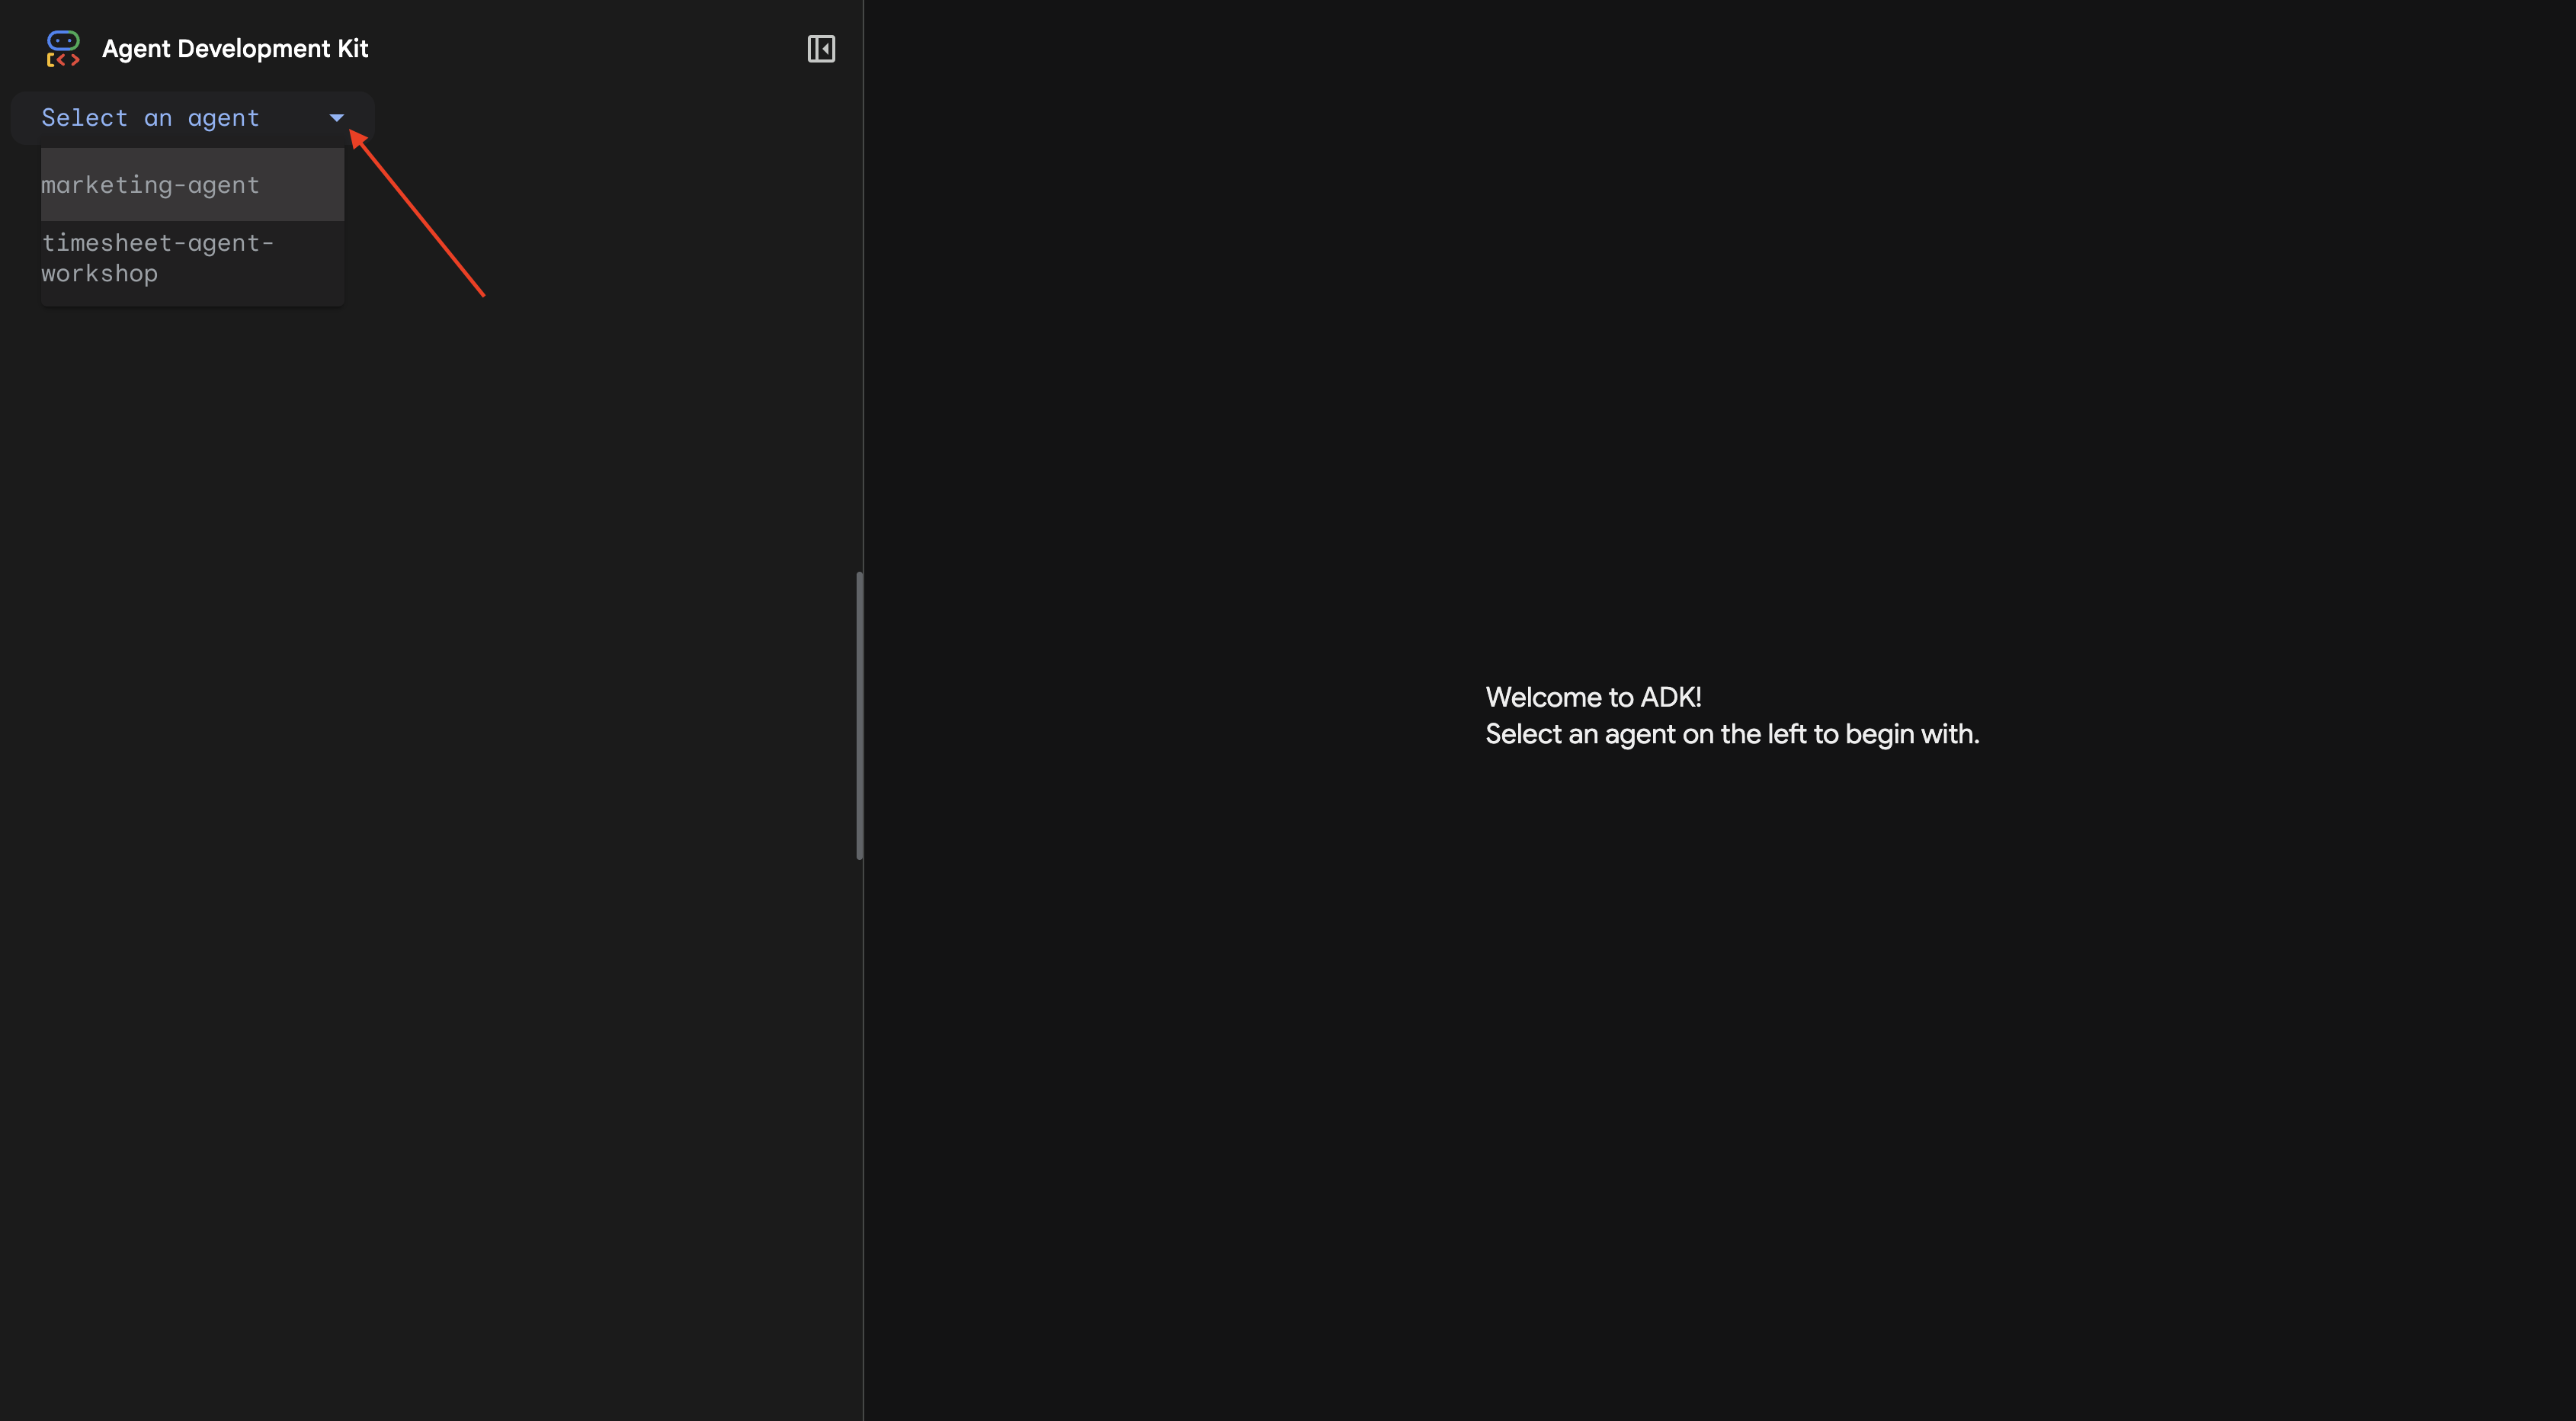 Agent Development Kit
Select an agent
marketing-agent
timesheet-agent-
workshop
Welcome to ADK!
Select an agent on the left to begin with.